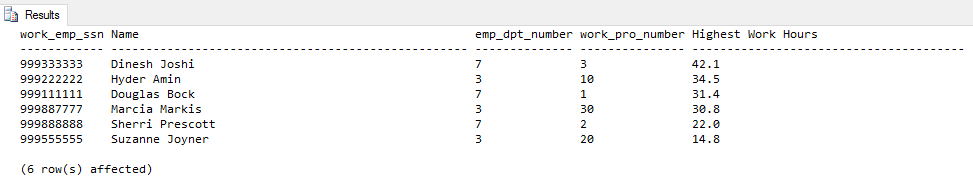 Results
work_emp_ssn Name emp_dpt_number work_pro_number Highest Work Hours
------------ -------------------------------------------------- -------------- --------------- ---------------------------------------
999333333 Dinesh Joshi 7 3 42.1
999222222 Hyder Amin 3 10 34.5
999111111 Douglas Bock 7 1 31.4
999887777 Marcia Markis 3 30 30.8
999888888 Sherri Prescott 7 2 22.0
999555555 Suzanne Joyner 3 20 14.8
(6 row(s) affected)